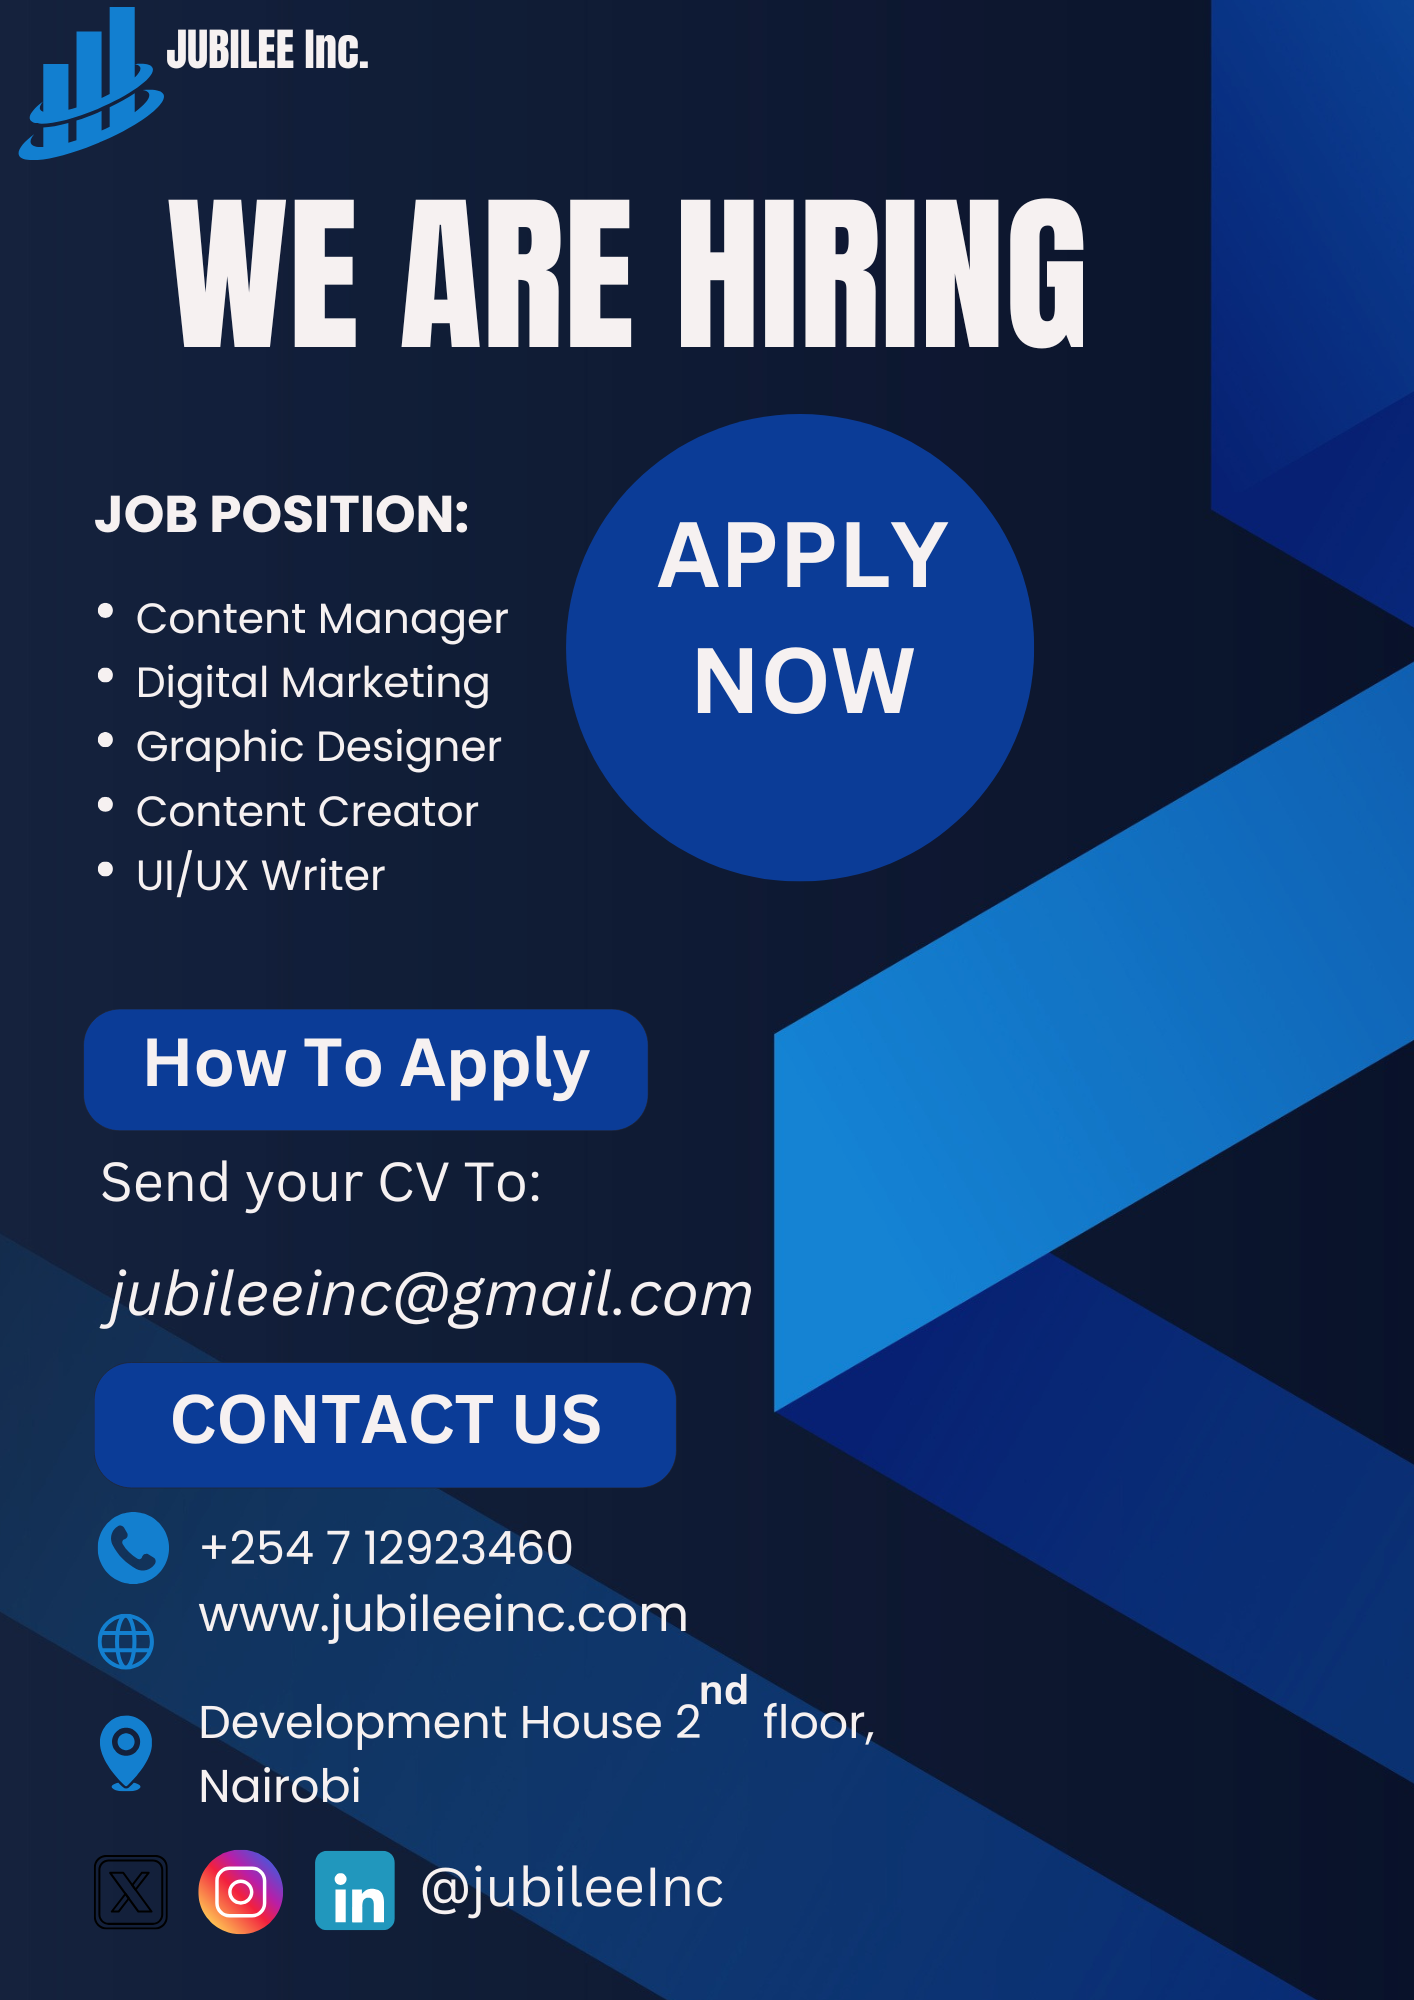 JUBILEE Inc.
WE ARE HIRING
JOB POSITION:
• Content Manager
• Digital Marketing
• Graphic Designer
• Content Creator
• UI/UX Writer
APPLY
NOW
How To Apply
Send your CV To:
jubileeinc@gmail.com
CONTACT US
+254 7 12923460
www.jubileeinc.com
Development House 2nd floor,
Nairobi
X
in
@jubileeInc